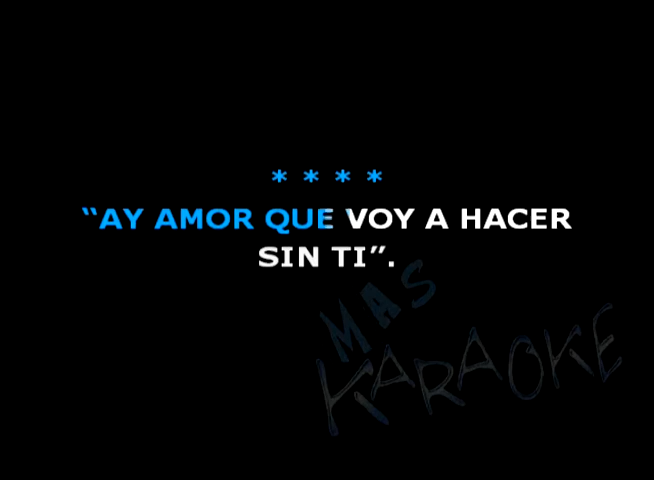 * * * *
“AY AMOR QUE VOY A HACER
SIN TI”.
MAS
KARAOKE